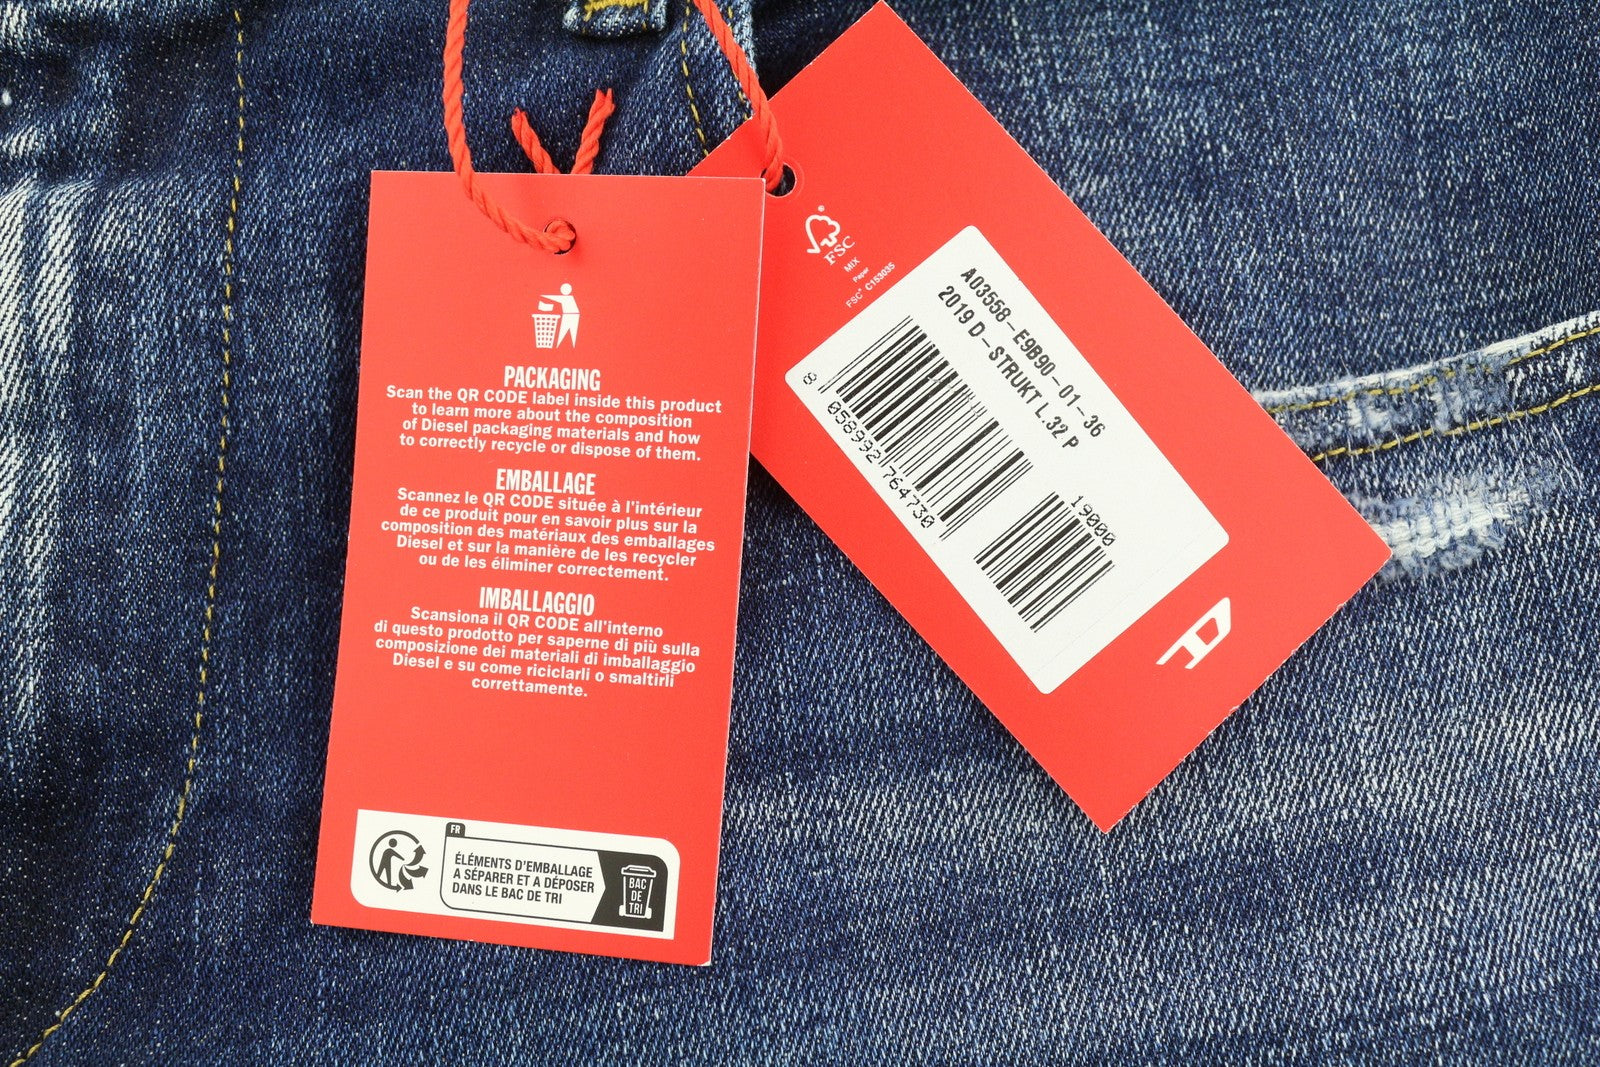 PACKAGING
Scan the QR CODE label inside this product
to learn more about the composition
of Diesel packaging materials and how
to correctly recycle or dispose of them.
EMBALLAGE
Scannez le QR CODE située à l'intérieur
de ce produit pour en savoir plus sur la
composition des matériaux des emballages
Diesel et sur la manière de les recycler
ou de les éliminer correctement.
IMBALLAGGIO
Scansiona il QR CODE all'interno
di questo prodotto per saperne di più sulla
composizione dei materiali di imballaggio
Diesel e su come riciclarli o smaltirli
correttamente.
FR
ÉLÉMENTS D'EMBALLAGE
A SÉPARER ET A DÉPOSER
DANS LE BAC DE TRI
BAC
DE
TRI
FSC
MIX
Paper
FSC® C153035
A03558-E9B90-01-36
2019 D-STRUKT L.32 P
8 058992 764730
19000
D